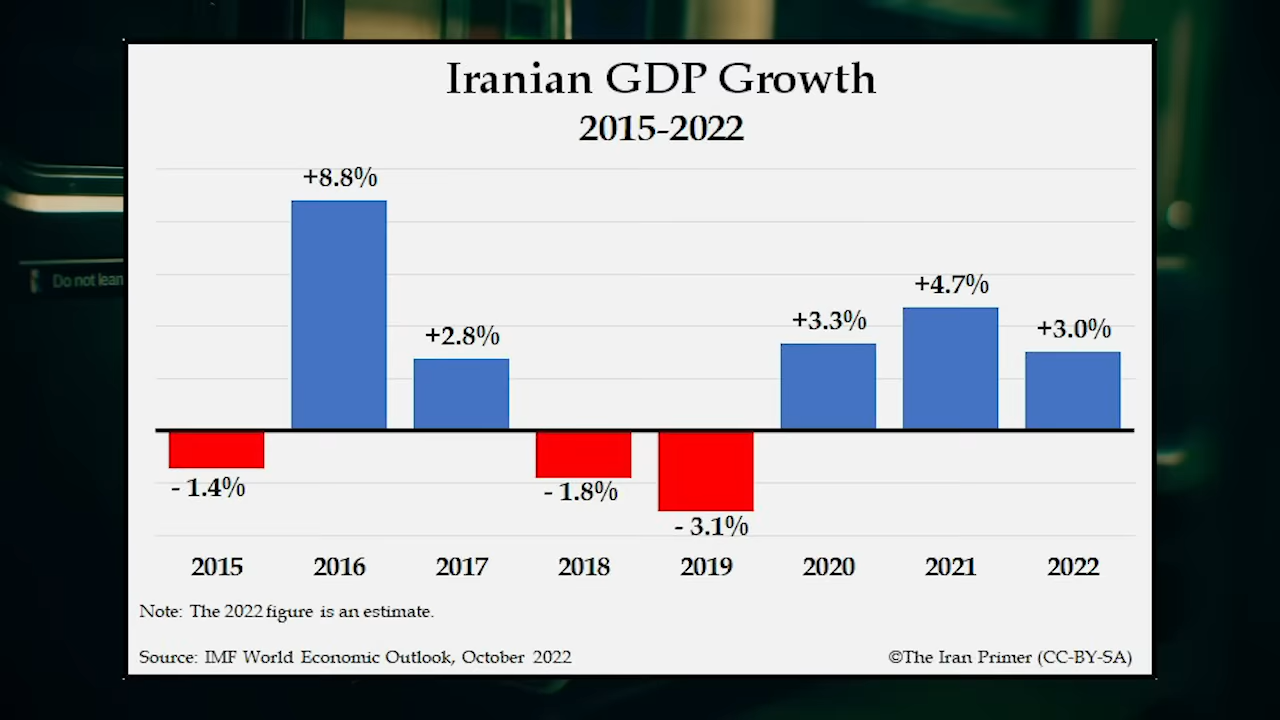 Iranian GDP Growth
2015-2022
+8.8%
+4.7%
+3.3%
+3.0%
+2.8%
- 1.4%
- 1.8%
- 3.1%
2015 2016 2017 2018 2019 2020 2021 2022
Note: The 2022 figure is an estimate.
Source: IMF World Economic Outlook, October 2022
©The Iran Primer (CC-BY-SA)
Do not lean